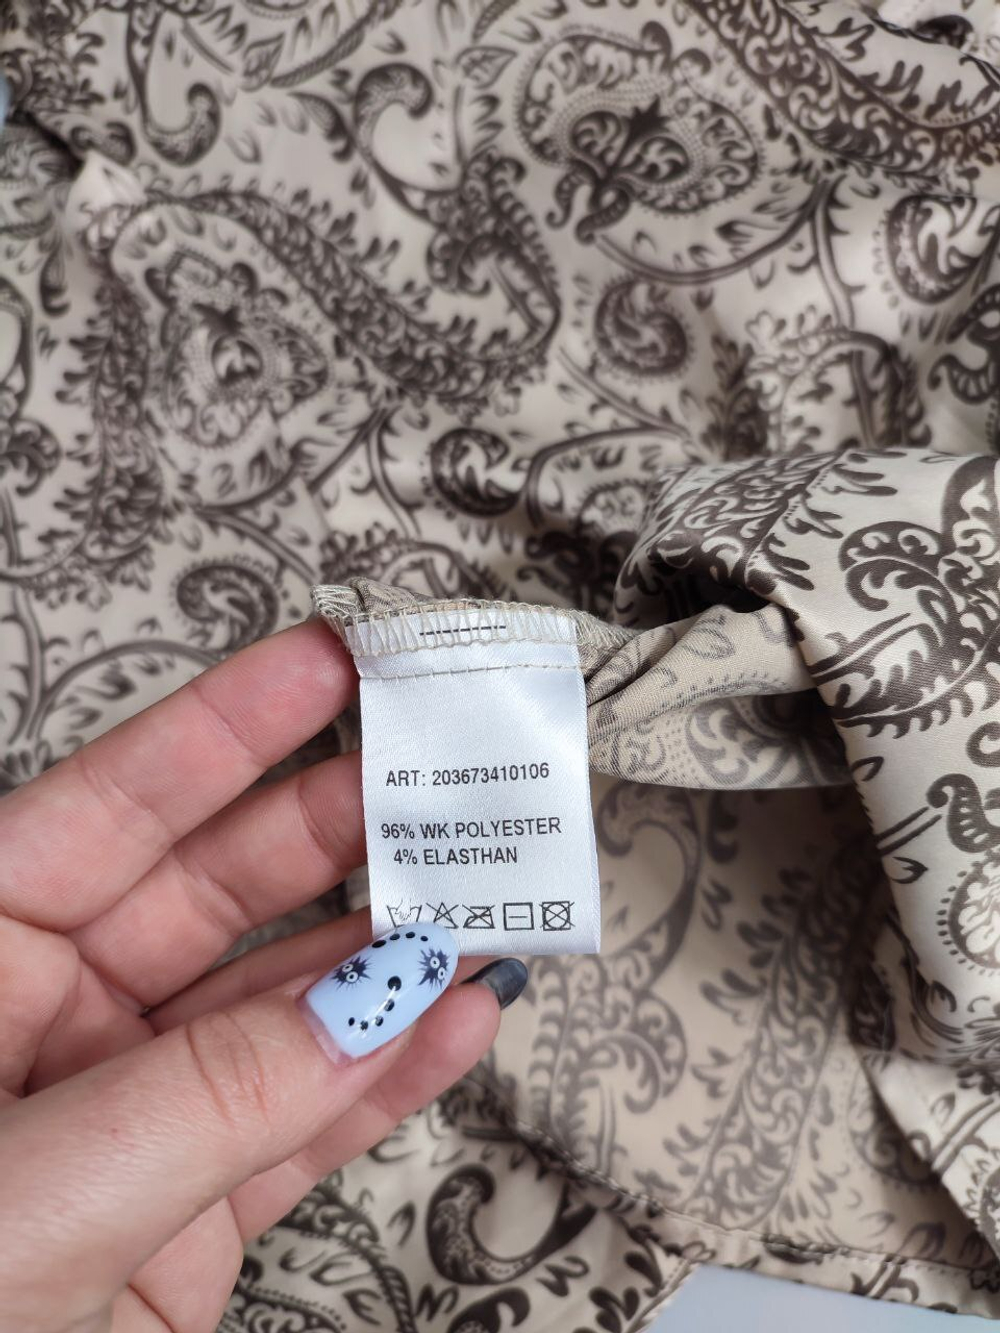 ART: 203673410106
96% WK POLYESTER
4% ELASTHAN